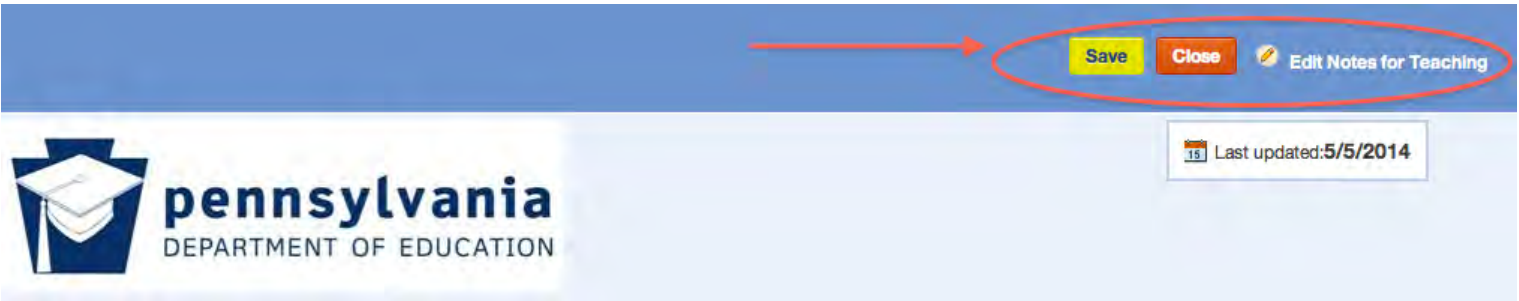 Save Close Edit Notes for Teaching
15 Last updated:5/5/2014
pennsylvania
DEPARTMENT OF EDUCATION